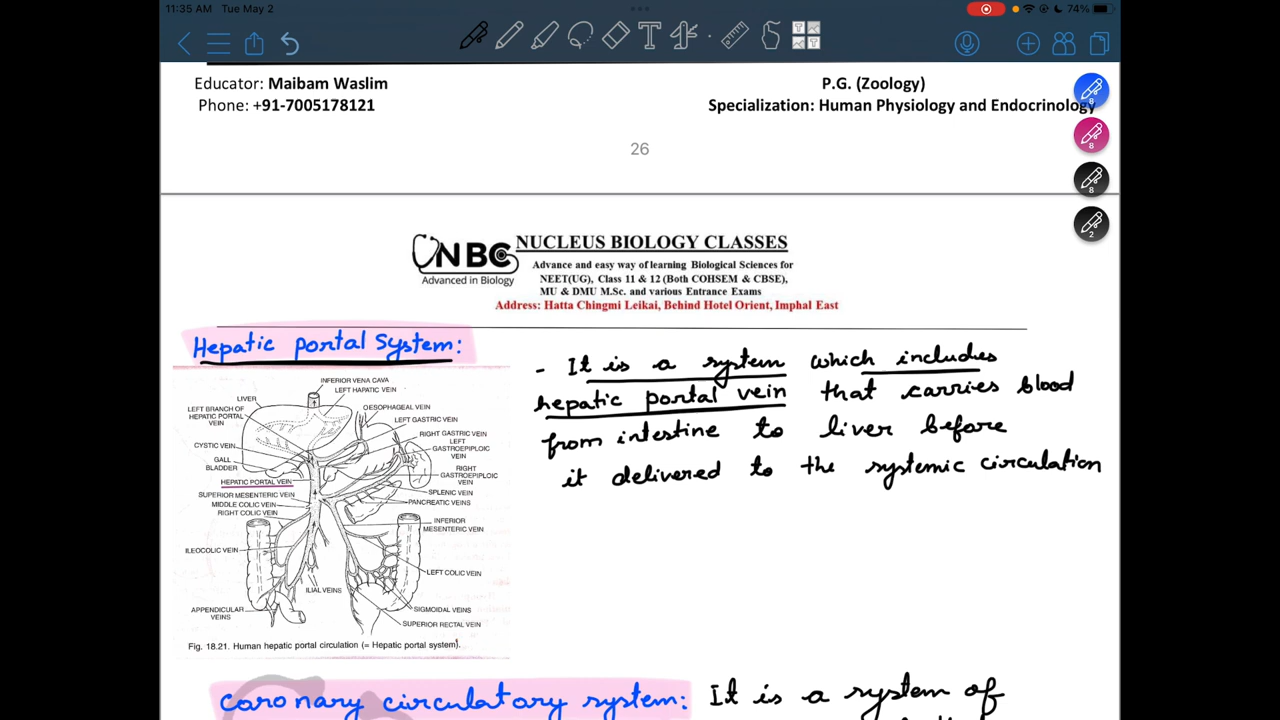 11:35 AM Tue May 2
74%
Educator: Maibam Waslim
P.G. (Zoology)
Phone: +91-7005178121
Specialization: Human Physiology and Endocrinology
26
8
8
8
2
NBC
Advanced in Biology
NUCLEUS BIOLOGY CLASSES
Advance and easy way of learning Biological Sciences for
NEET(UG), Class 11 & 12 (Both COHSEM & CBSE),
MU & DMU M.Sc. and various Entrance Exams
Address: Hatta Chingmi Leikai, Behind Hotel Orient, Imphal East
Hepatic portal System:
- It is a system which includes
hepatic portal vein that carries blood
from intestine to liver before
it delivered to the systemic circulation
INFERIOR VENA CAVA
LEFT HAPATIC VEIN
LIVER
OESOPHAGEAL VEIN
LEFT BRANCH OF
HEPATIC PORTAL
VEIN
LEFT GASTRIC VEIN
RIGHT GASTRIC VEIN
LEFT
GASTROEPIPLOIC
VEIN
CYSTIC VEIN
GALL
BLADDER
RIGHT
GASTROEPIPLOIC
VEIN
HEPATIC PORTAL VEIN
SPLENIC VEIN
SUPERIOR MESENTERIC VEIN
PANCREATIC VEINS
MIDDLE COLIC VEIN
RIGHT COLIC VEIN
INFERIOR
MESENTERIC VEIN
ILEOCOLIC VEIN
LEFT COLIC VEIN
ILIAL VEINS
APPENDICULAR
VEINS
SIGMOIDAL VEINS
SUPERIOR RECTAL VEIN
Fig. 18.21. Human hepatic portal circulation (= Hepatic portal system).
Coronary circulatory system:
It is a system of